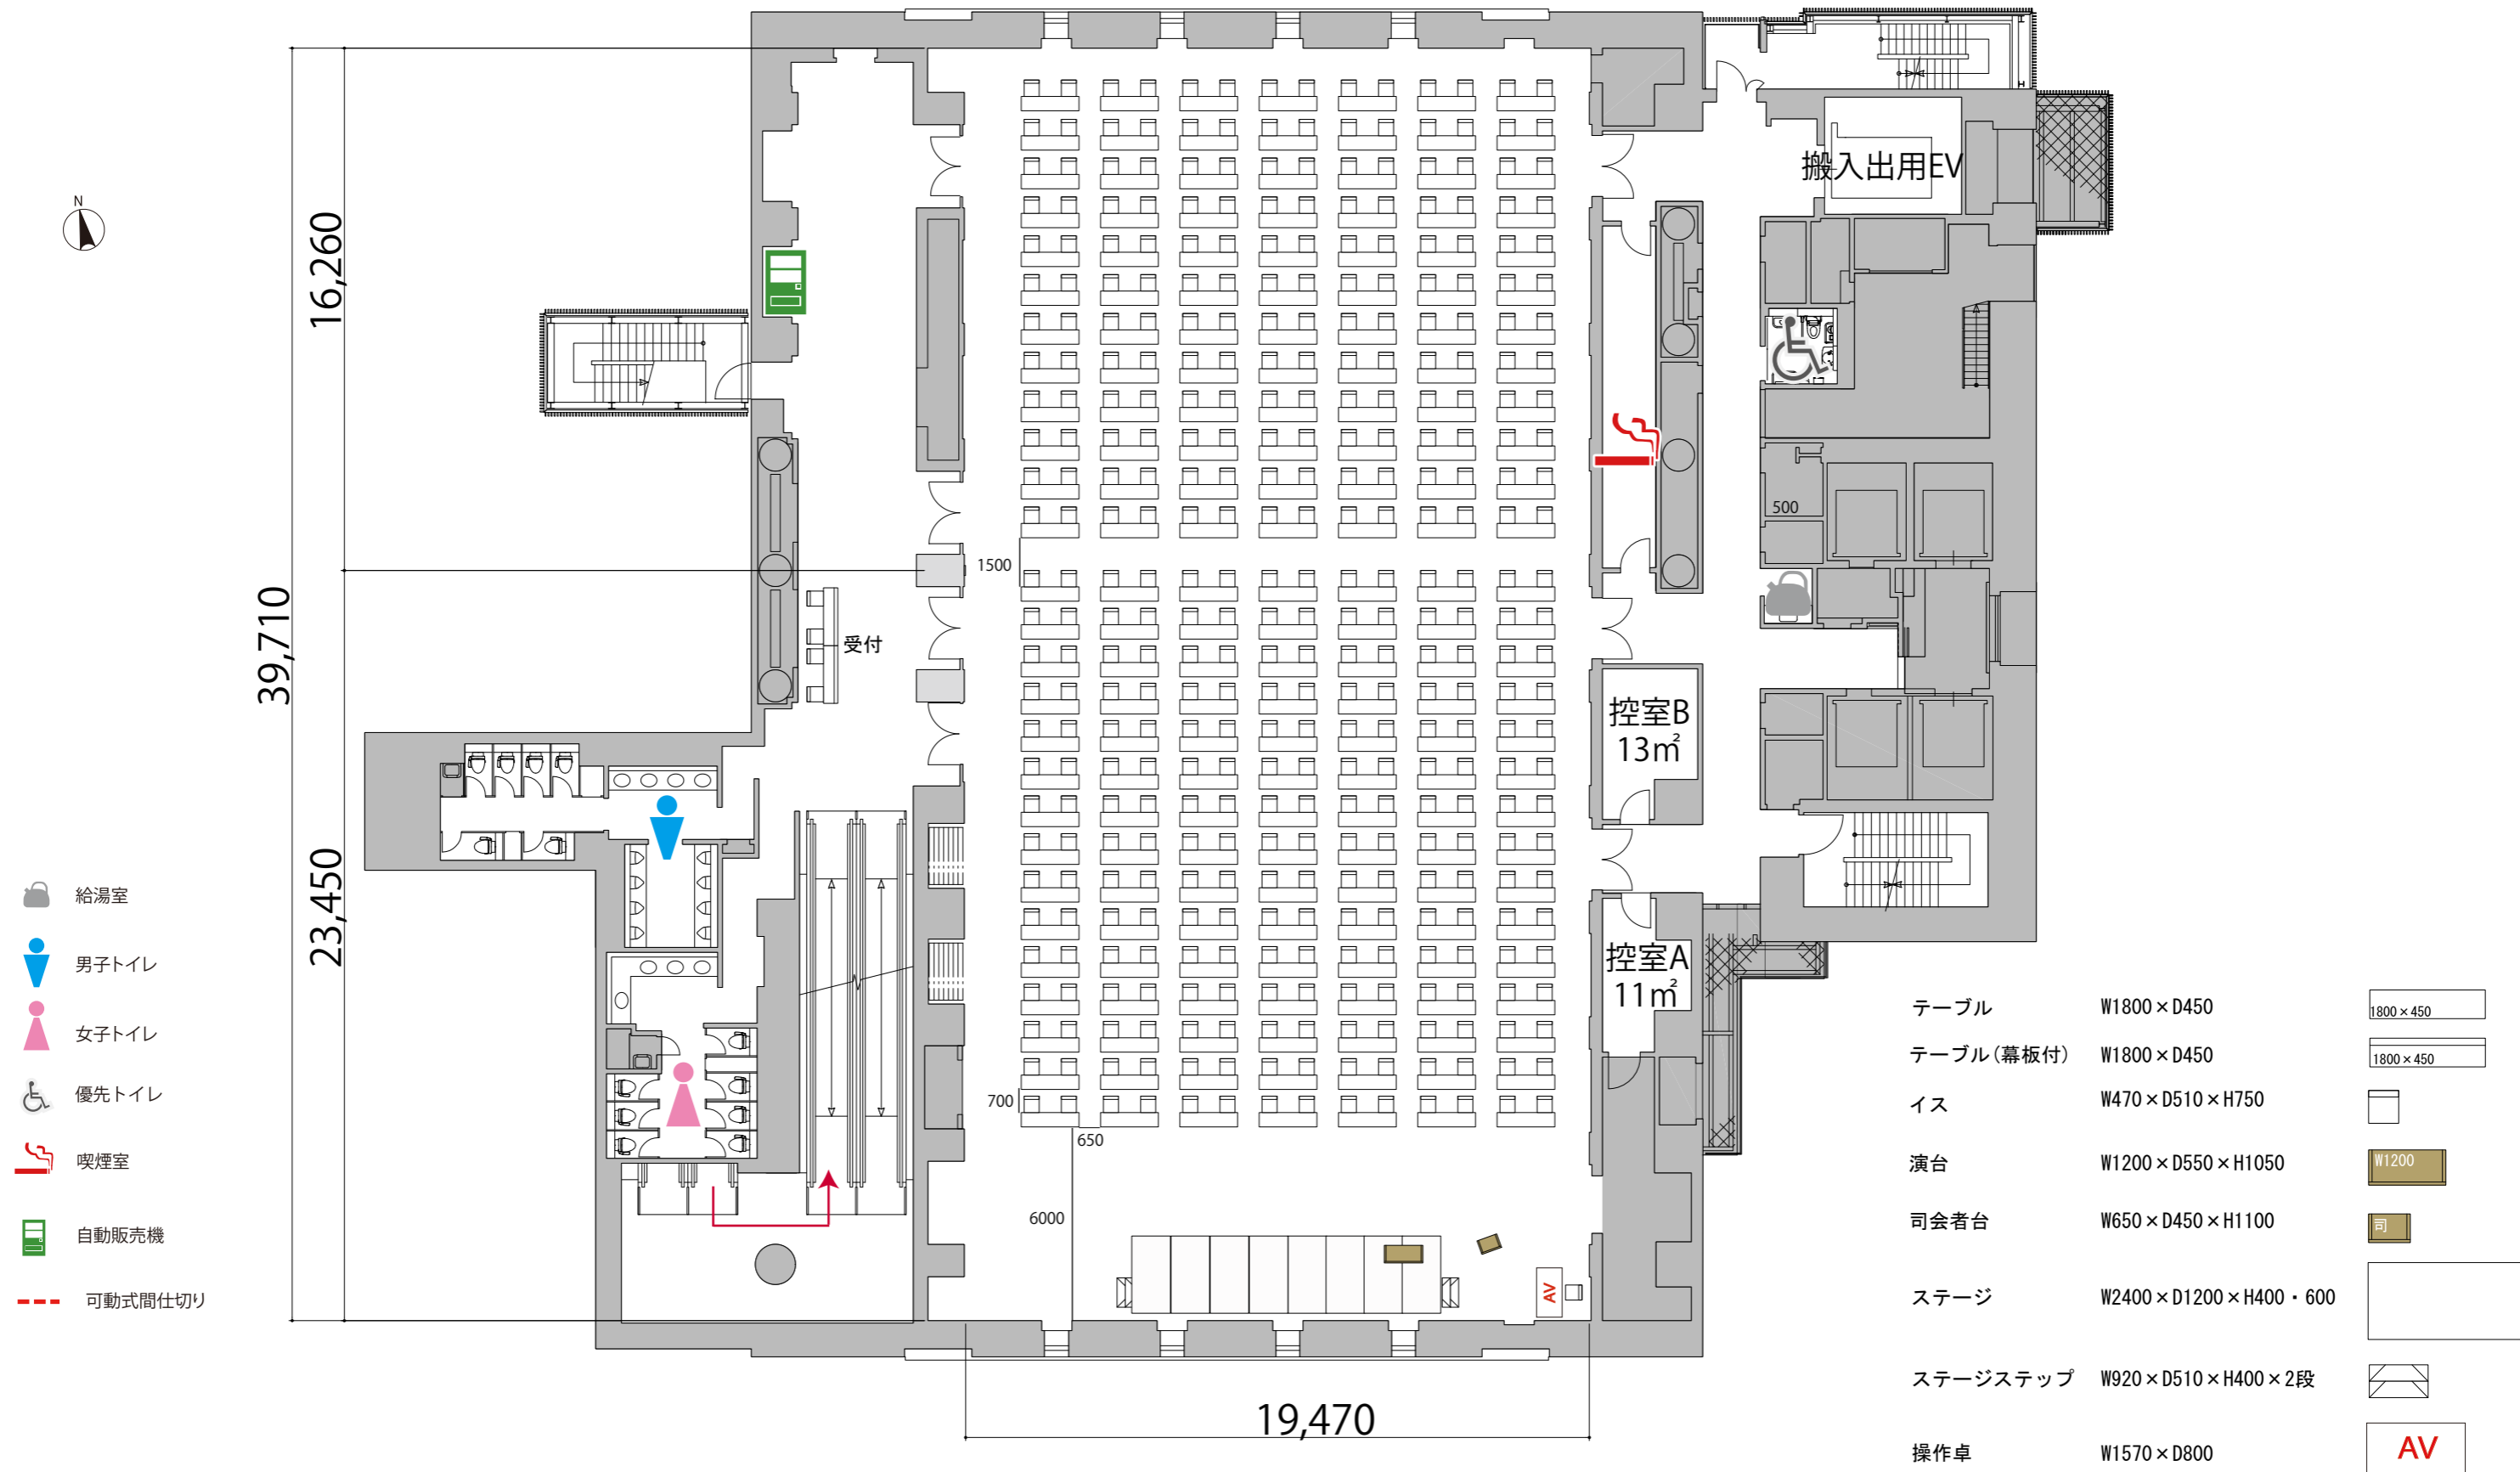 N
16,260
39,710
23,450
搬入出用EV
500
1500
受付
控室B
13㎡
控室A
11㎡
700
650
6000
AV
19,470
給湯室
男子トイレ
女子トイレ
優先トイレ
喫煙室
自動販売機
可動式間仕切り
テーブル W1800×D450 1800×450
テーブル(幕板付) W1800×D450 1800×450
イス W470×D510×H750
演台 W1200×D550×H1050 W1200
司会者台 W650×D450×H1100 司
ステージ W2400×D1200×H400・600
ステージステップ W920×D510×H400×2段
操作卓 W1570×D800 AV